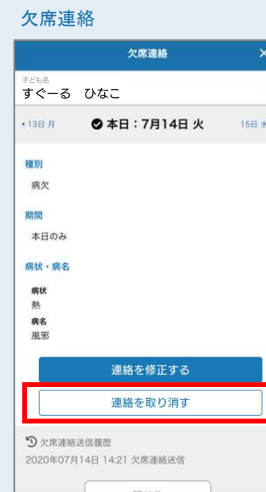 欠席連絡
欠席連絡 ×
子ども名
すぐーる ひなこ
13日 月 本日：7月14日 火 15日
種別
病欠
期間
本日のみ
病状・病名
病状
熱
病名
風邪
連絡を修正する
連絡を取り消す
欠席連絡送信履歴
2020年07月14日 14:21 欠席連絡送信